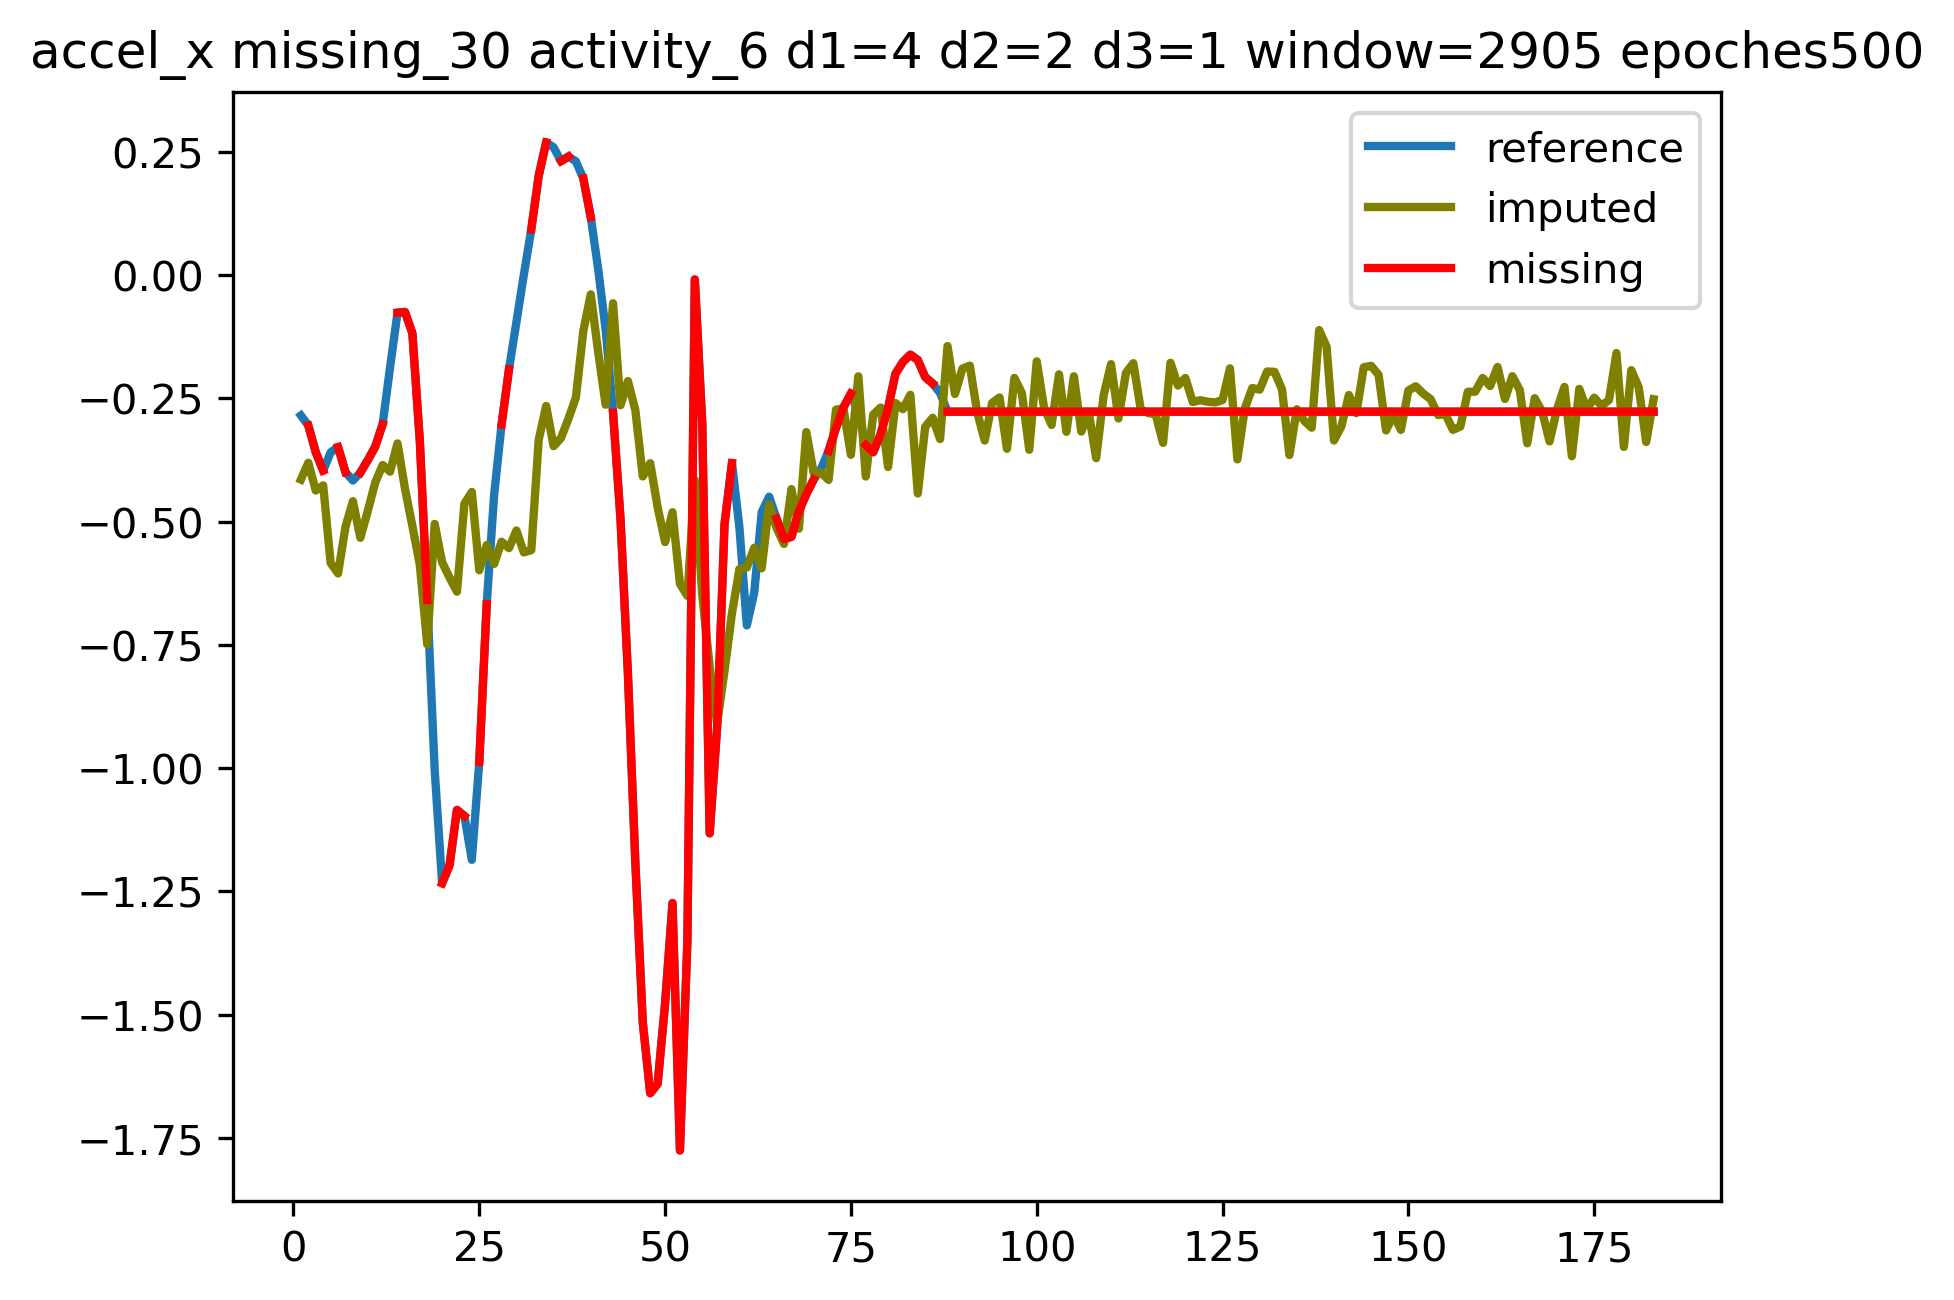 accel_x missing_30 activity_6 d1=4 d2=2 d3=1 window=2905 epoches500
reference
imputed
missing
0.25
0.00
−0.25
−0.50
−0.75
−1.00
−1.25
−1.50
−1.75
0 25 50 75 100 125 150 175